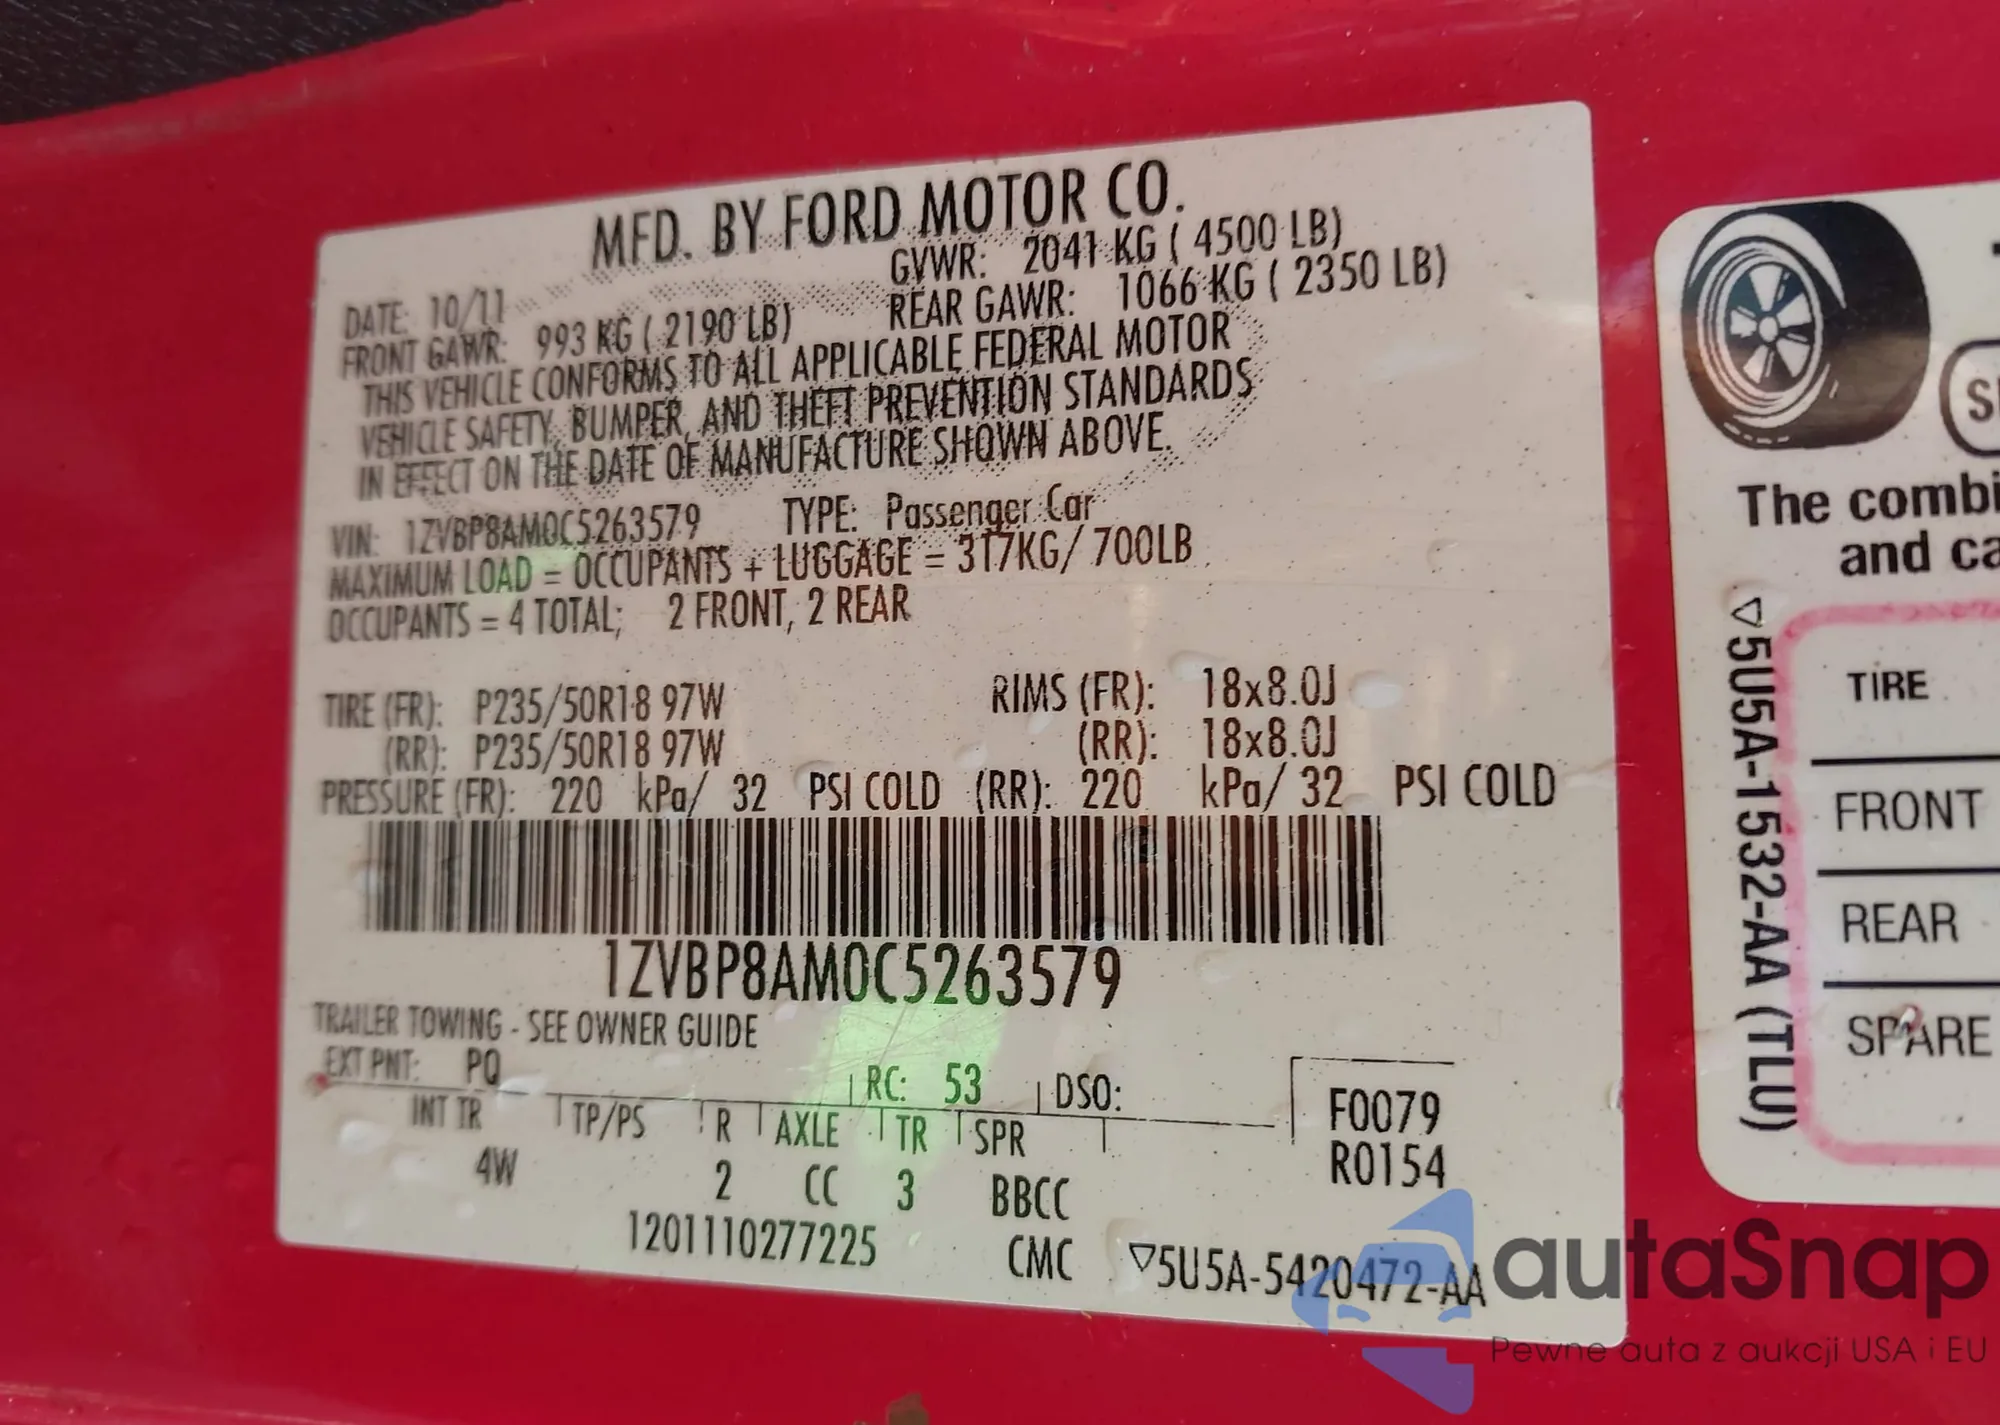 MFD. BY FORD MOTOR CO.
DATE: 10/11 GVWR: 2041 KG ( 4500 LB)
FRONT GAWR: 993 KG ( 2190 LB) REAR GAWR: 1066 KG ( 2350 LB)
THIS VEHICLE CONFORMS TO ALL APPLICABLE FEDERAL MOTOR
VEHICLE SAFETY, BUMPER, AND THEFT PREVENTION STANDARDS
IN EFFECT ON THE DATE OF MANUFACTURE SHOWN ABOVE.
VIN: 1ZVBP8AM0C5263579 TYPE: Passenger Car
MAXIMUM LOAD = OCCUPANTS + LUGGAGE = 317KG/ 700LB
OCCUPANTS = 4 TOTAL; 2 FRONT, 2 REAR
TIRE (FR): P235/50R18 97W RIMS (FR): 18x8.0J
(RR): P235/50R18 97W (RR): 18x8.0J
PRESSURE (FR): 220 kPa/ 32 PSI COLD (RR): 220 kPa/ 32 PSI COLD
1ZVBP8AM0C5263579
TRAILER TOWING - SEE OWNER GUIDE
EXT PNT: PQ RC: 53 DSO:
INT TR TP/PS R AXLE TR SPR
4W 2 CC 3 BBCC
F0079
R0154
1201110277225 CMC ▽5U5A-5420472-AA
The combi
and ca
▽5U5A-1532-AA (TLU)
TIRE
FRONT
REAR
SPARE
autaSnap
Pewne auta z aukcji USA i EU